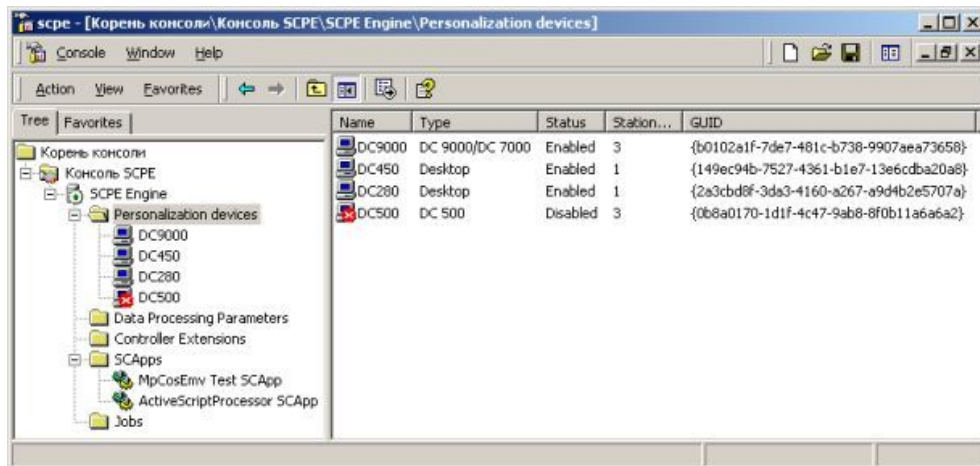 scpe - [Корень консоли\Консоль SCPE\SCPE Engine\Personalization devices]
Console Window Help
Action View Favorites
Tree Favorites
Name Type Status Station... GUID
Корень консоли
Консоль SCPE
SCPE Engine
Personalization devices
DC9000
DC450
DC280
DC500
Data Processing Parameters
Controller Extensions
SCApps
MpCosEmv Test SCApp
ActiveScriptProcessor SCApp
Jobs
DC9000 DC 9000/DC 7000 Enabled 3 {b0102a1f-7de7-481c-b738-9907aea73658}
DC450 Desktop Enabled 1 {149ec94b-7527-4361-b1e7-13e6cdba20a8}
DC280 Desktop Enabled 1 {2a3cbd8f-3da3-4160-a267-a9d4b2e5707a}
DC500 DC 500 Disabled 3 {0b8a0170-1d1f-4c47-9ab8-8f0b11a6a6a2}